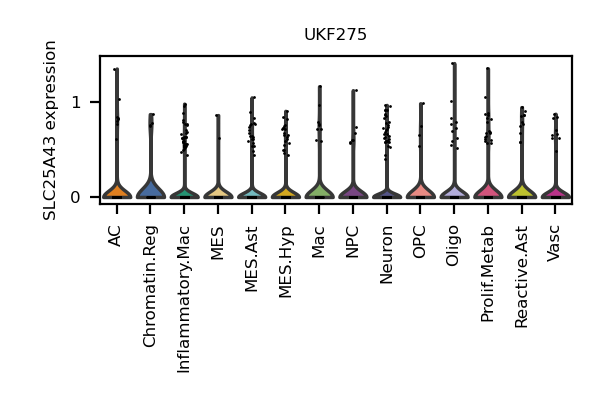 UKF275
SLC25A43 expression
1
0
AC
Chromatin.Reg
Inflammatory.Mac
MES
MES.Ast
MES.Hyp
Mac
NPC
Neuron
OPC
Oligo
Prolif.Metab
Reactive.Ast
Vasc